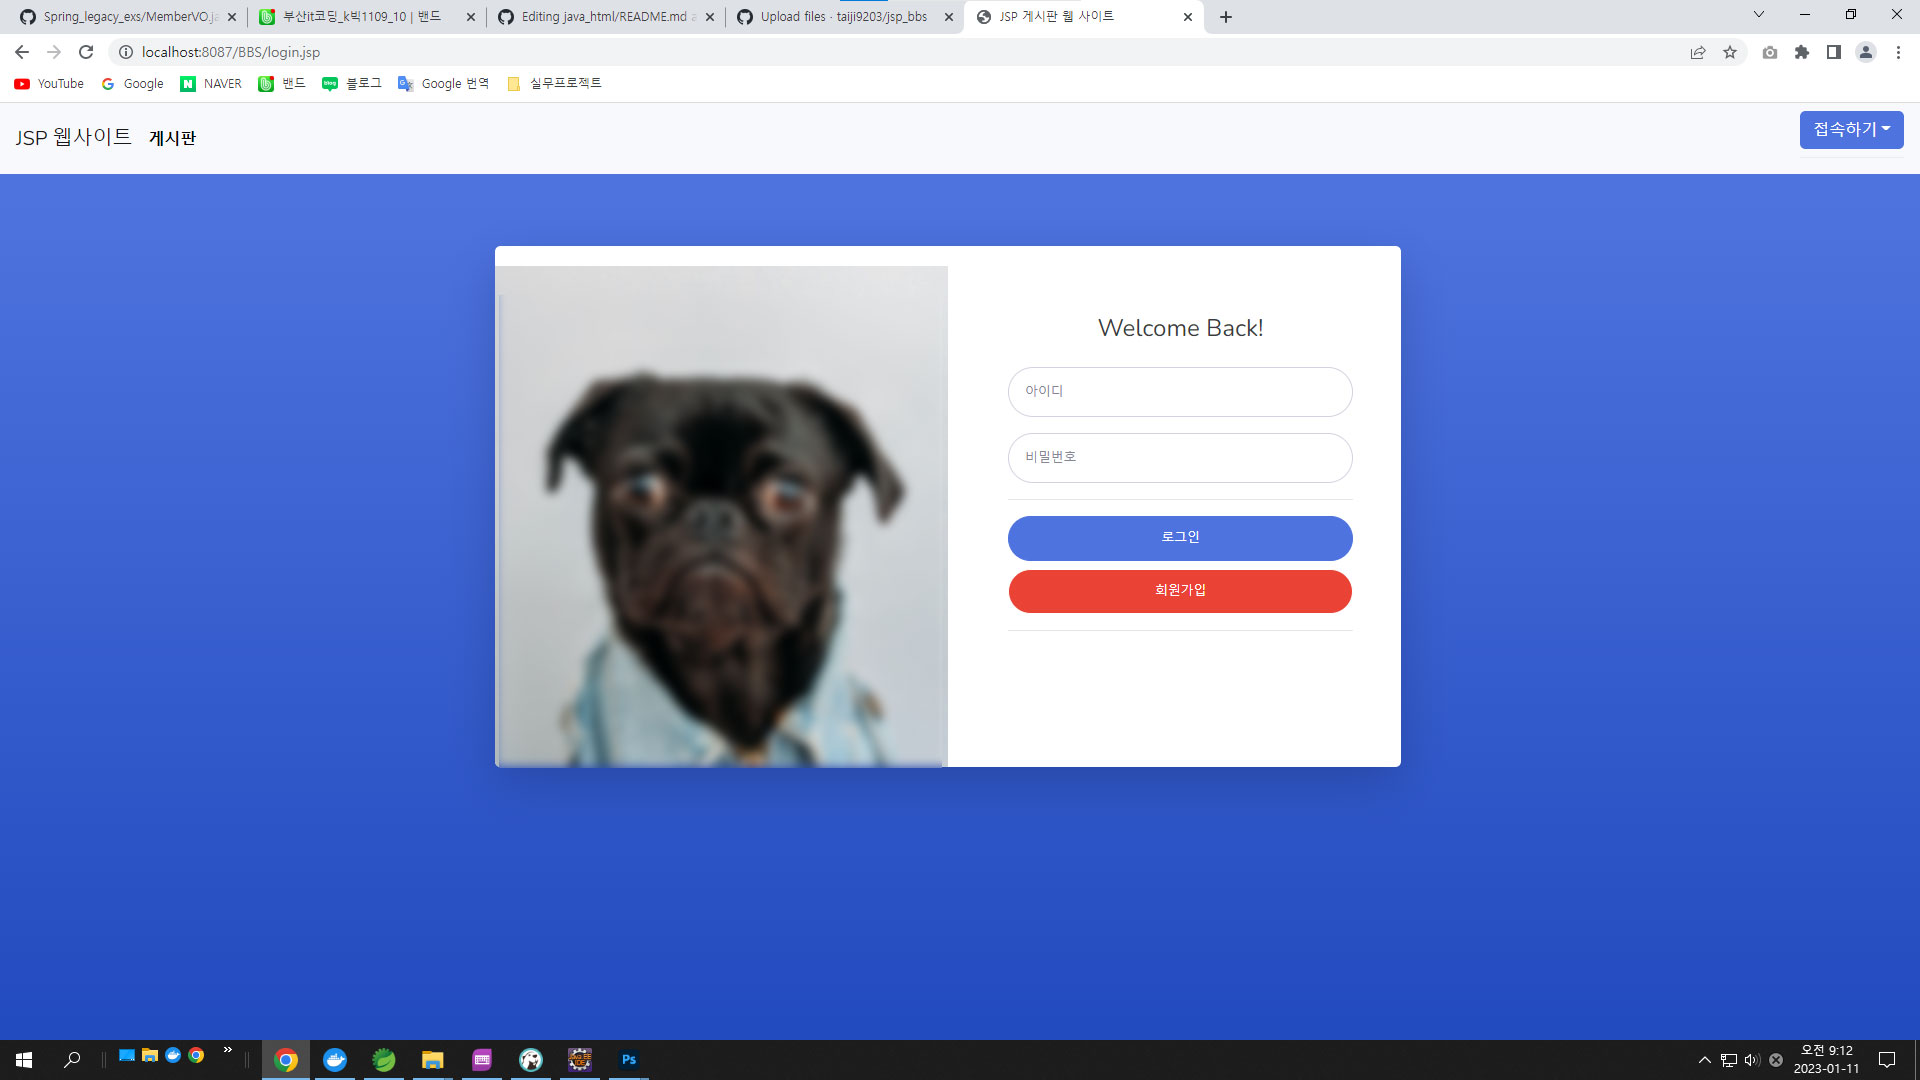 Spring_legacy_exs/MemberVO.ja
부산it코딩_k빅1109_10 | 밴드
Editing java_html/README.md a
Upload files · taiji9203/jsp_bbs
JSP 게시판 웹 사이트
localhost:8087/BBS/login.jsp
YouTube
Google
NAVER
밴드
블로그
Google 번역
실무프로젝트
JSP 웹사이트
게시판
접속하기
Welcome Back!
아이디
비밀번호
로그인
회원가입
Ps
오전 9:12
2023-01-11